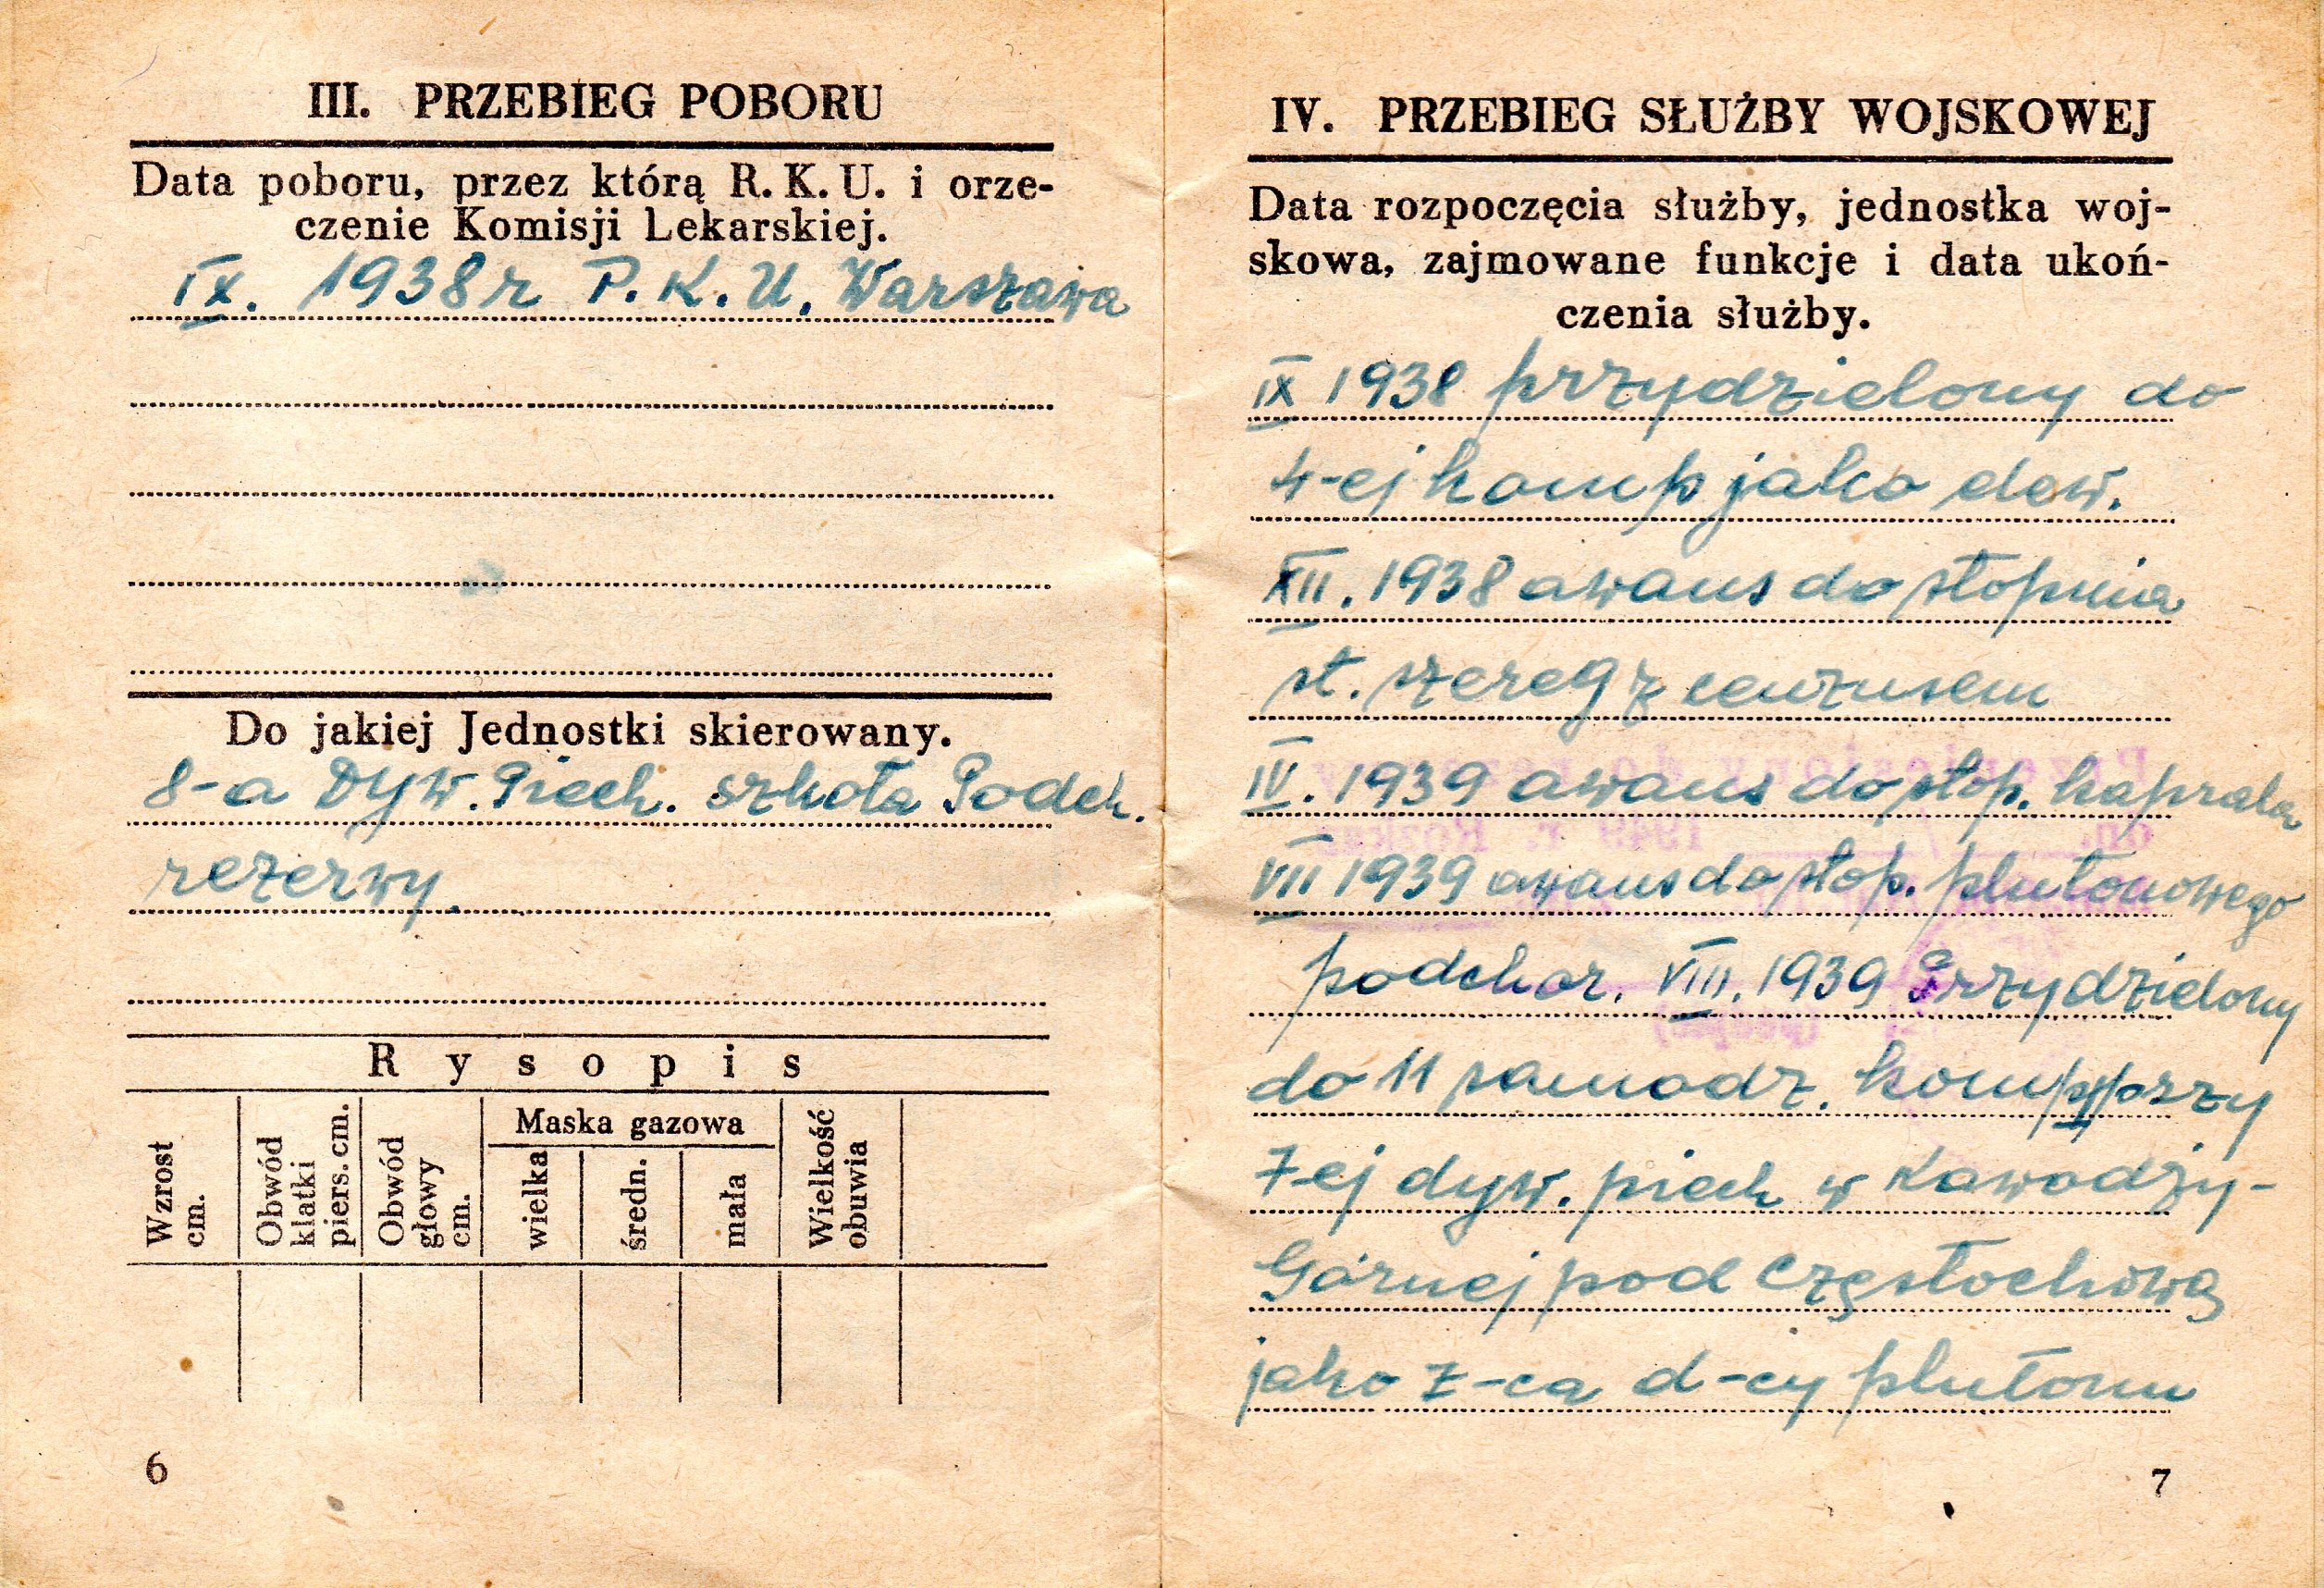 III. PRZEBIEG POBORU
Data poboru, przez którą R. K. U. i orze-
czenie Komisji Lekarskiej.
IX. 1938 r P. K. U. Warszawa
Do jakiej Jednostki skierowany.
8-a Dyw. Piech. szkoła Podch.
rezerwy.
Rysopis
Wzrost cm.
Obwód klatki piers. cm.
Obwód głowy cm.
Maska gazowa
wielka
średn.
mała
Wielkość obuwia
6
IV. PRZEBIEG SŁUŻBY WOJSKOWEJ
Data rozpoczęcia służby, jednostka woj-
skowa, zajmowane funkcje i data ukoń-
czenia służby.
IX 1938 przydzielony do
4-ej komp jako elew.
XII. 1938 awans do stopnia
st. szereg z cenzusem
IV. 1939 awans do stop. kaprala
VII 1939 awans do stop. plutonowego
podchor. VIII. 1939 Przydzielony
do 11 samodz. komp przy
7-ej dyw. piech w Kawodży-
Górnej pod Częstochową
jako z-ca d-cy plutonu
7